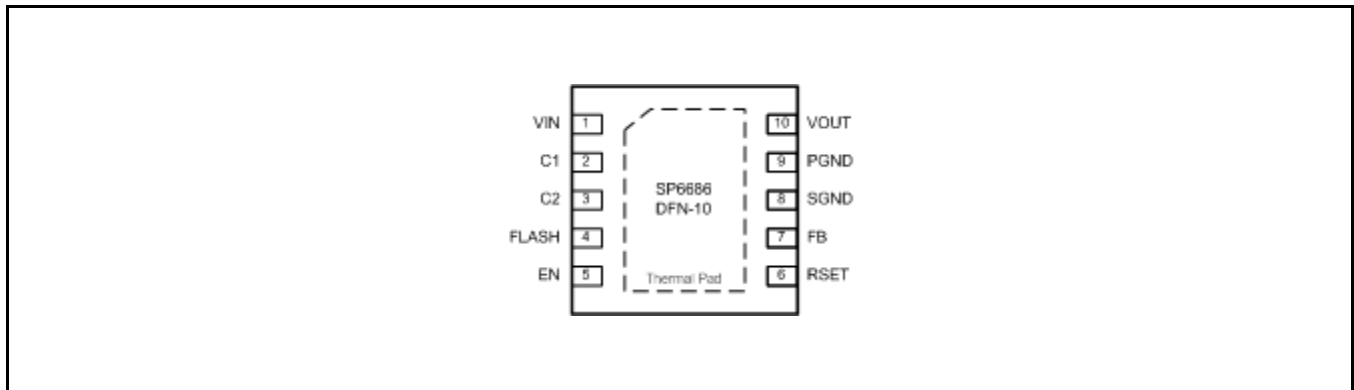 VIN 1
C1 2
C2 3
FLASH 4
EN 5
SP6686
DFN-10
Thermal Pad
10 VOUT
9 PGND
8 SGND
7 FB
6 RSET